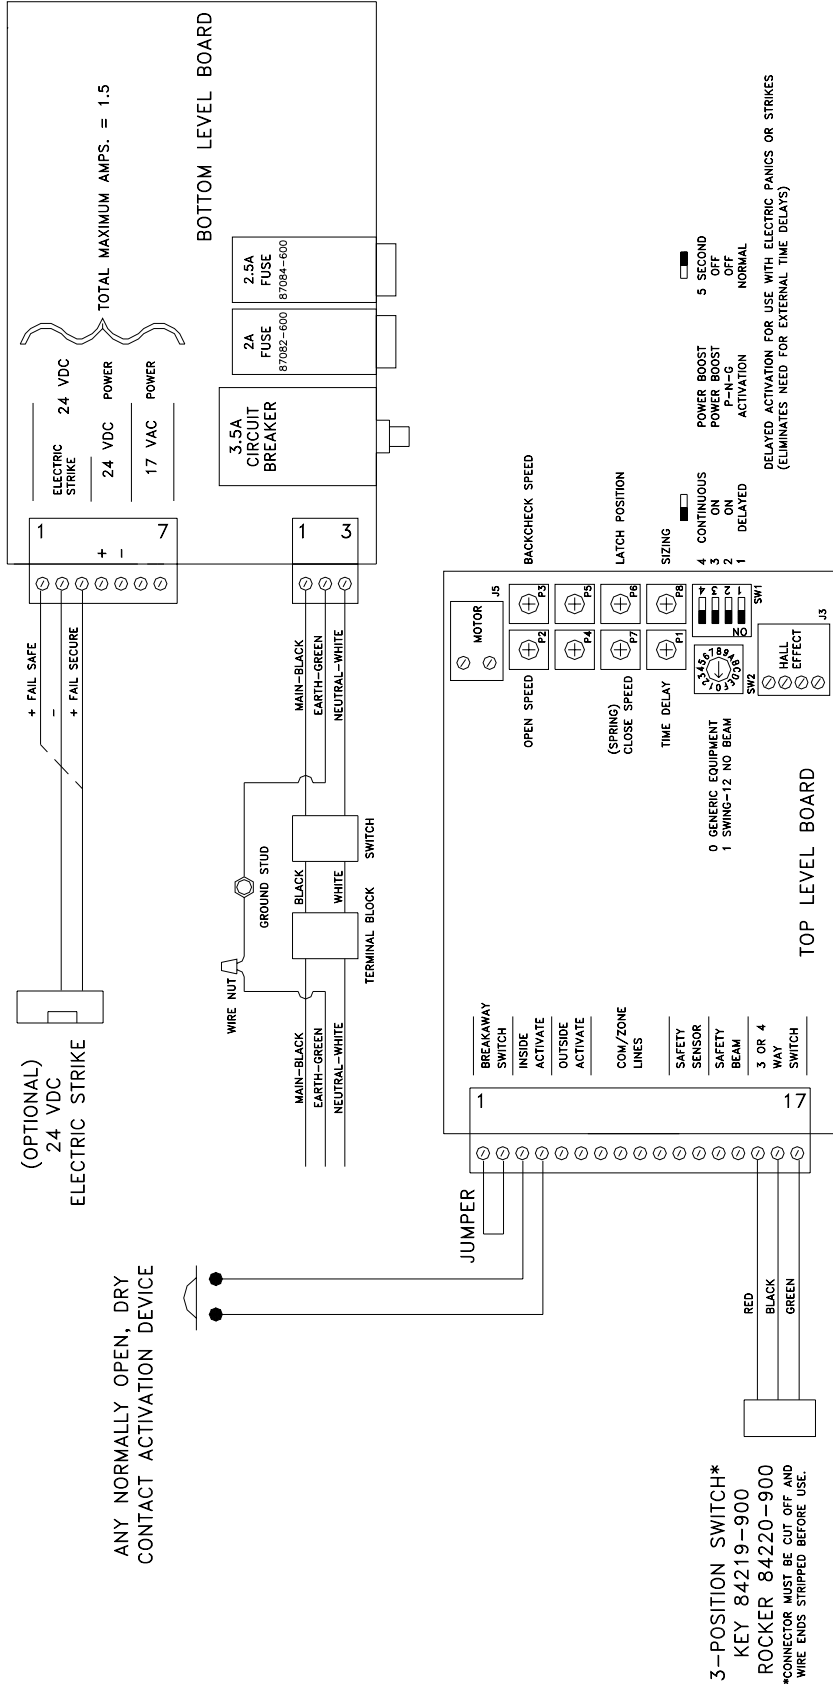 BOTTOM LEVEL BOARD
TOTAL MAXIMUM AMPS. = 1.5
ELECTRIC
STRIKE
24 VDC
24 VDC
POWER
17 VAC
POWER
1
+
-
7
2.5A
FUSE
87084-600
2A
FUSE
87082-600
3.5A
CIRCUIT
BREAKER
1
3
+ FAIL SAFE
-
+ FAIL SECURE
MAIN-BLACK
EARTH-GREEN
NEUTRAL-WHITE
(OPTIONAL)
24 VDC
ELECTRIC STRIKE
WIRE NUT
GROUND STUD
BLACK
WHITE
SWITCH
TERMINAL BLOCK
MAIN-BLACK
EARTH-GREEN
NEUTRAL-WHITE
ANY NORMALLY OPEN, DRY
CONTACT ACTIVATION DEVICE
TOP LEVEL BOARD
JUMPER
1
17
BREAKAWAY
SWITCH
INSIDE
ACTIVATE
OUTSIDE
ACTIVATE
COM/ZONE
LINES
SAFETY
SENSOR
SAFETY
BEAM
3 OR 4
WAY
SWITCH
MOTOR
J5
OPEN SPEED
P2
P3
BACKCHECK SPEED
P4
P5
(SPRING)
CLOSE SPEED
P7
P6
LATCH POSITION
TIME DELAY
P1
P8
SIZING
ON
1
2
3
4
SW1
0123456789ABCDEF
SW2
0 GENERIC EQUIPMENT
1 SWING-12 NO BEAM
HALL
EFFECT
J3
4 CONTINUOUS POWER BOOST 5 SECOND
3 ON POWER BOOST OFF
2 ON P-N-G OFF
1 DELAYED ACTIVATION NORMAL
DELAYED ACTIVATION FOR USE WITH ELECTRIC PANICS OR STRIKES
(ELIMINATES NEED FOR EXTERNAL TIME DELAYS)
RED
BLACK
GREEN
3-POSITION SWITCH*
KEY 84219-900
ROCKER 84220-900
*CONNECTOR MUST BE CUT OFF AND
WIRE ENDS STRIPPED BEFORE USE.